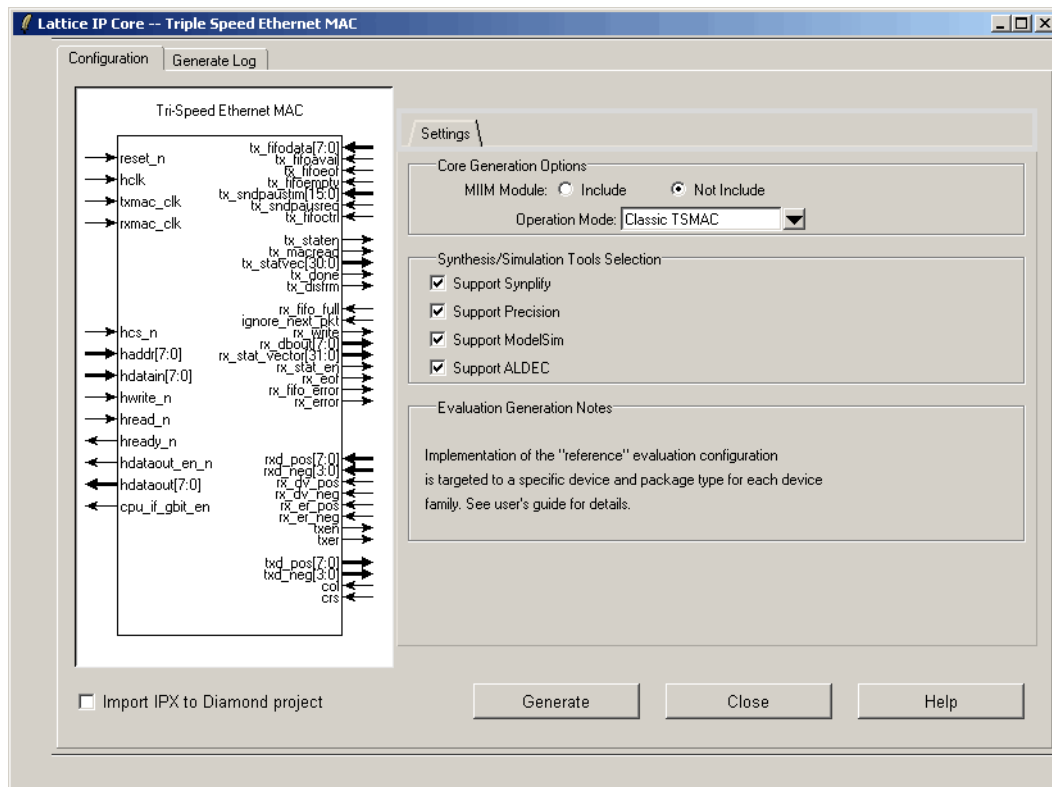 Lattice IP Core -- Triple Speed Ethernet MAC
Configuration
Generate Log
Tri-Speed Ethernet MAC
reset_n
hclk
txmac_clk
rxmac_clk
hcs_n
haddr[7:0]
hdatain[7:0]
hwrite_n
hread_n
hready_n
hdataout_en_n
hdataout[7:0]
cpu_if_gbit_en
tx_fifodata[7:0]
tx_fifoavail
tx_fifoeof
tx_fifoempty
tx_sndpaustim[15:0]
tx_sndpausreq
tx_fifoctrl
tx_staten
tx_macread
tx_statvec[30:0]
tx_done
tx_disfrm
rx_fifo_full
ignore_next_pkt
rx_write
rx_dbout[7:0]
rx_stat_vector[31:0]
rx_stat_en
rx_eof
rx_fifo_error
rx_error
rxd_pos[7:0]
rxd_neg[3:0]
rx_dv_pos
rx_dv_neg
rx_er_pos
rx_er_neg
txen
txer
txd_pos[7:0]
txd_neg[3:0]
col
crs
Settings
Core Generation Options
MIIM Module: Include Not Include
Operation Mode: Classic TSMAC
Synthesis/Simulation Tools Selection
Support Synplify
Support Precision
Support ModelSim
Support ALDEC
Evaluation Generation Notes
Implementation of the "reference" evaluation configuration
is targeted to a specific device and package type for each device
family. See user's guide for details.
Import IPX to Diamond project
Generate
Close
Help